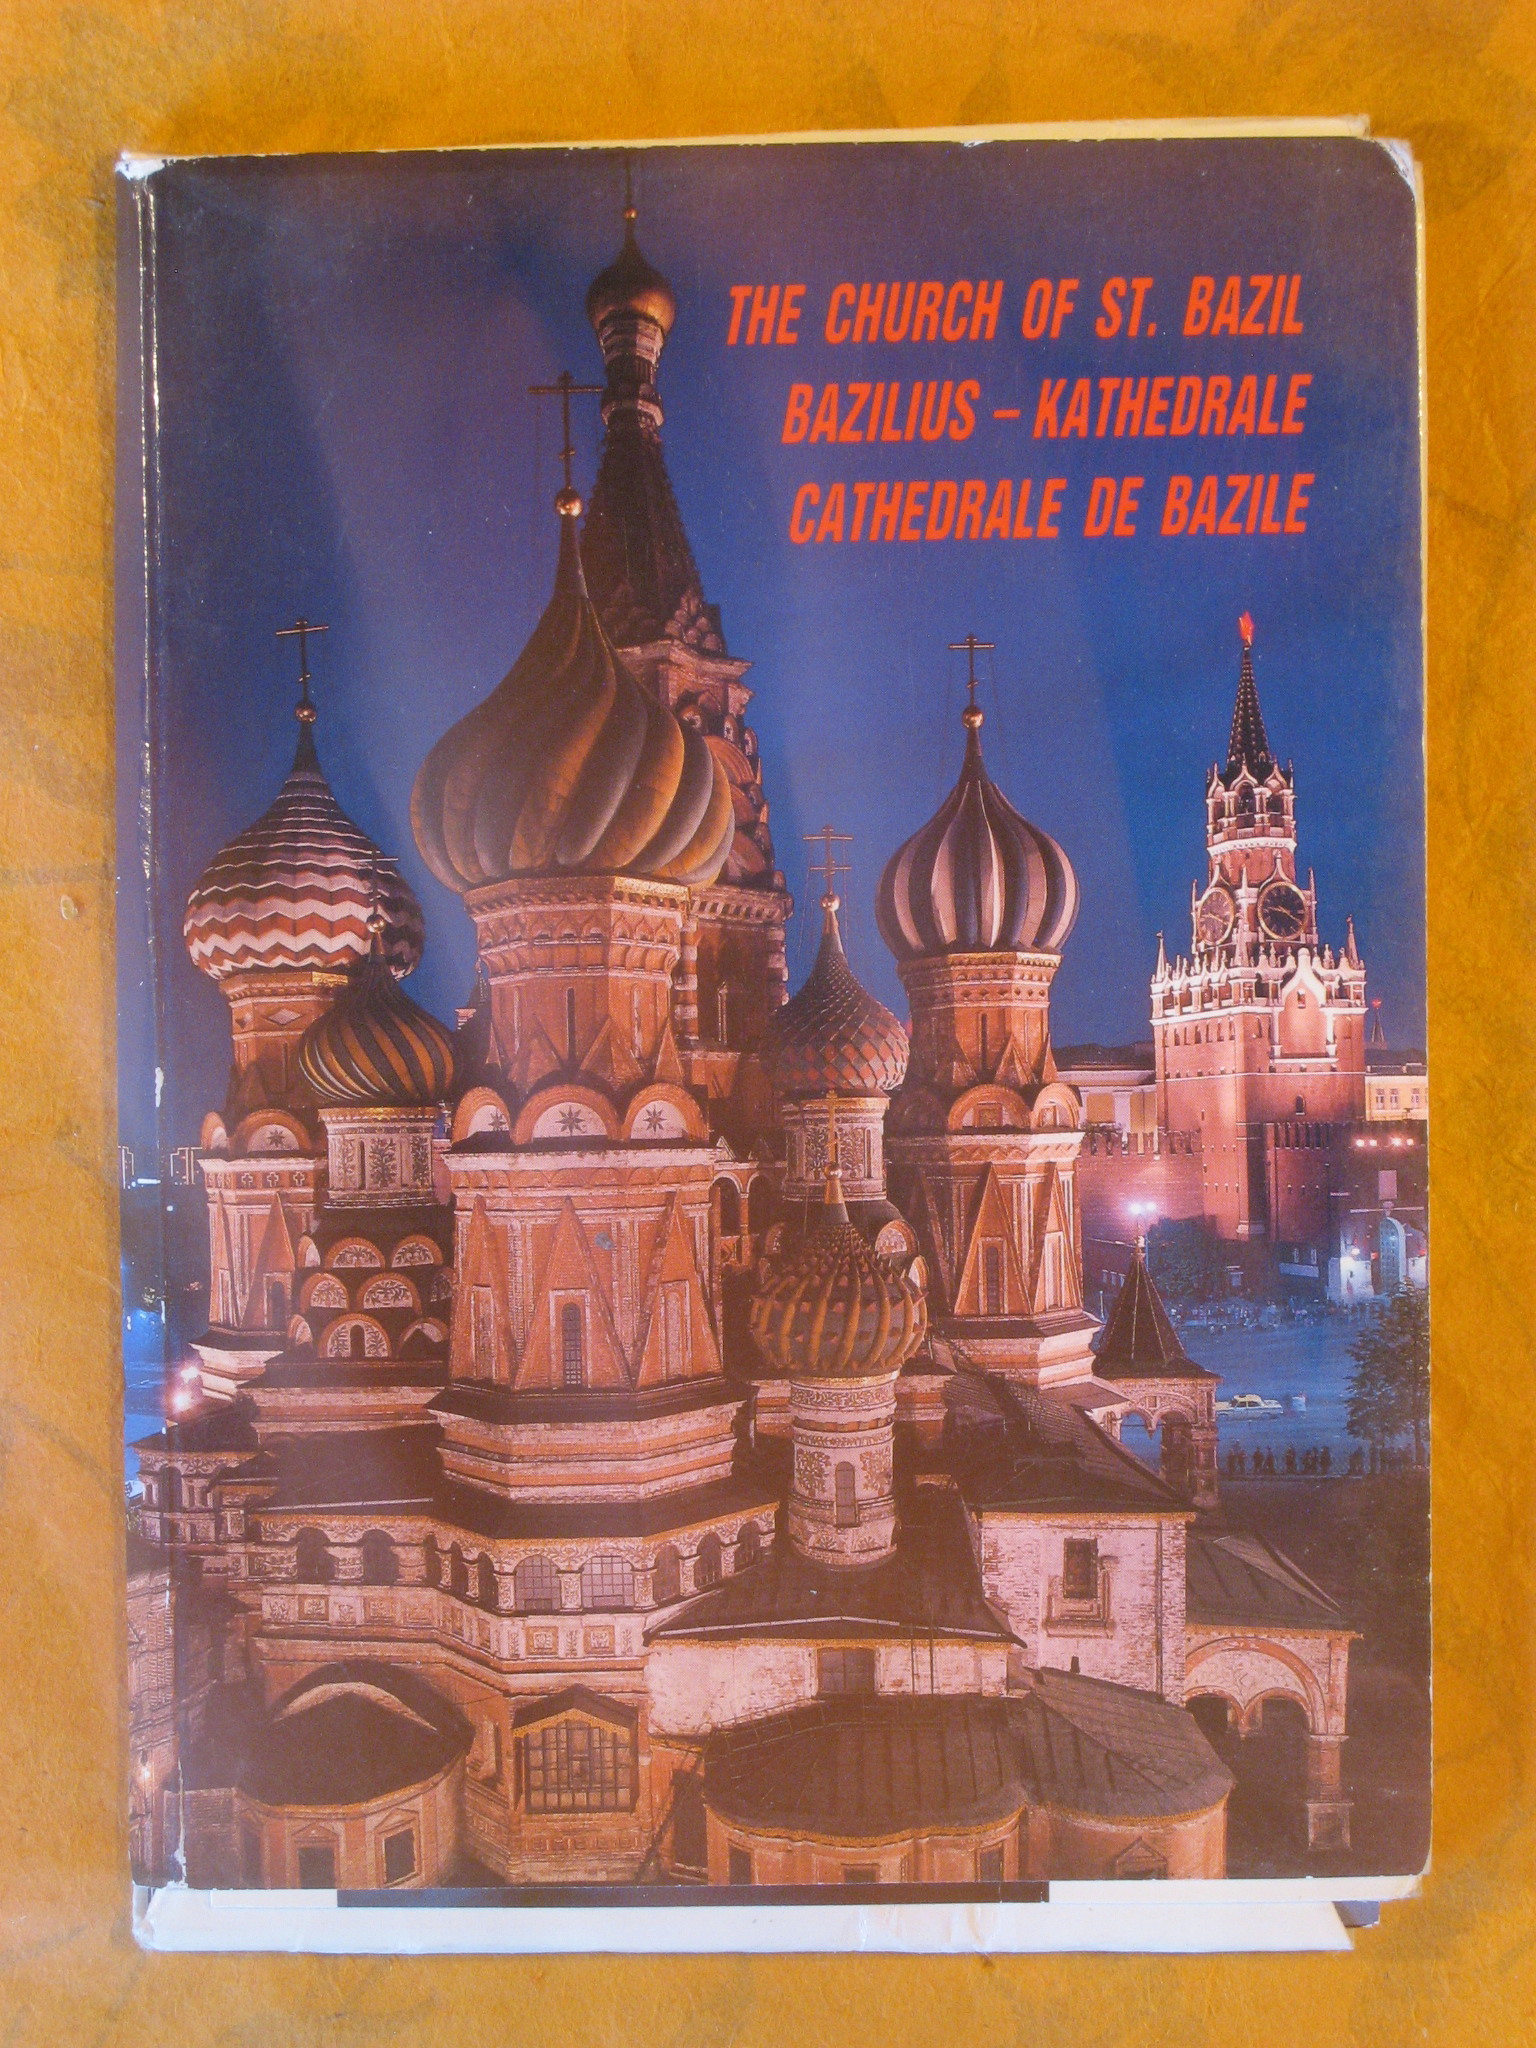 THE CHURCH OF ST. BAZIL
BAZILIUS – KATHEDRALE
CATHEDRALE DE BAZILE